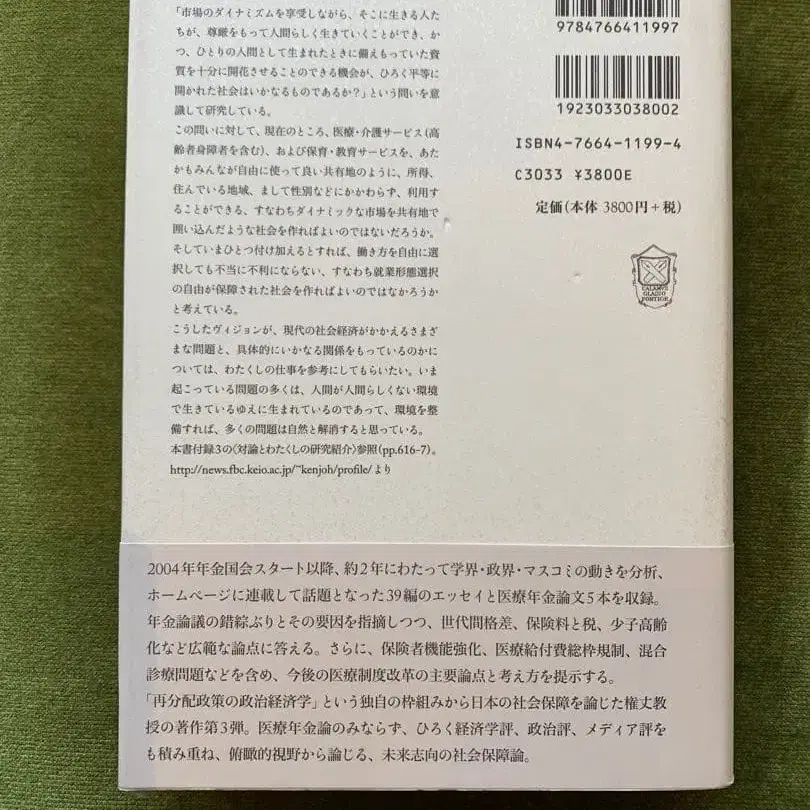 「市場のダイナミズムを享受しながら、そこに生きる人た
ちが、尊厳をもって人間らしく生きていくことができ、か
つ、ひとりの人間として生まれたときに備えもっていた資
質を十分に開花させることのできる機会が、ひろく平等に
開かれた社会はいかなるものであるか?」という問いを意
識して研究している。
この問いに対して、現在のところ、医療・介護サービス(高
齢者身障者を含む)、および保育・教育サービスを、あた
かもみんなが自由に使って良い共有地のように、所得、
住んでいる地域、まして性別などにかかわらず、利用す
ることができる、すなわちダイナミックな市場を共有地で
囲い込んだような社会を作ればよいのではないだろうか。
そしていまひとつ付け加えるとすれば、働き方を自由に選
択しても不当に不利にならない、すなわち就業形態選択
の自由が保障された社会を作ればよいのではなかろうか
と考えている。
こうしたヴィジョンが、現代の社会経済がかかえるさまざ
まな問題と、具体的にいかなる関係をもっているのかにつ
いては、わたくしの仕事を参考にしてもらいたい。いま
起こっている問題の多くは、人間が人間らしくない環境
で生きているゆえに生まれているのであって、環境を整
備すれば、多くの問題は自然と解消すると思っている。
本書付録3の〈対論とわたくしの研究紹介〉参照(pp.616-7)。
http://news.fbc.keio.ac.jp/~kenjoh/profile/ より
9784766411997
1923033038002
ISBN4-7664-1199-4
C3033 ¥3800E
定価(本体 3800円+税)
CALAMVS
GLADIO
FORTIOR
2004年年金国会スタート以降、約2年にわたって学界・政界・マスコミの動きを分析、
ホームページに連載して話題となった39編のエッセイと医療年金論文5本を収録。
年金論議の錯綜ぶりとその要因を指摘しつつ、世代間格差、保険料と税、少子高齢
化など広範な論点に答える。さらに、保険者機能強化、医療給付費総枠規制、混合
診療問題などを含め、今後の医療制度改革の主要論点と考え方を提示する。
「再分配政策の政治経済学」という独自の枠組みから日本の社会保障を論じた権丈教
授の著作第3弾。医療年金論のみならず、ひろく経済学評、政治評、メディア評を
も積み重ね、俯瞰的視野から論じる、未来志向の社会保障論。